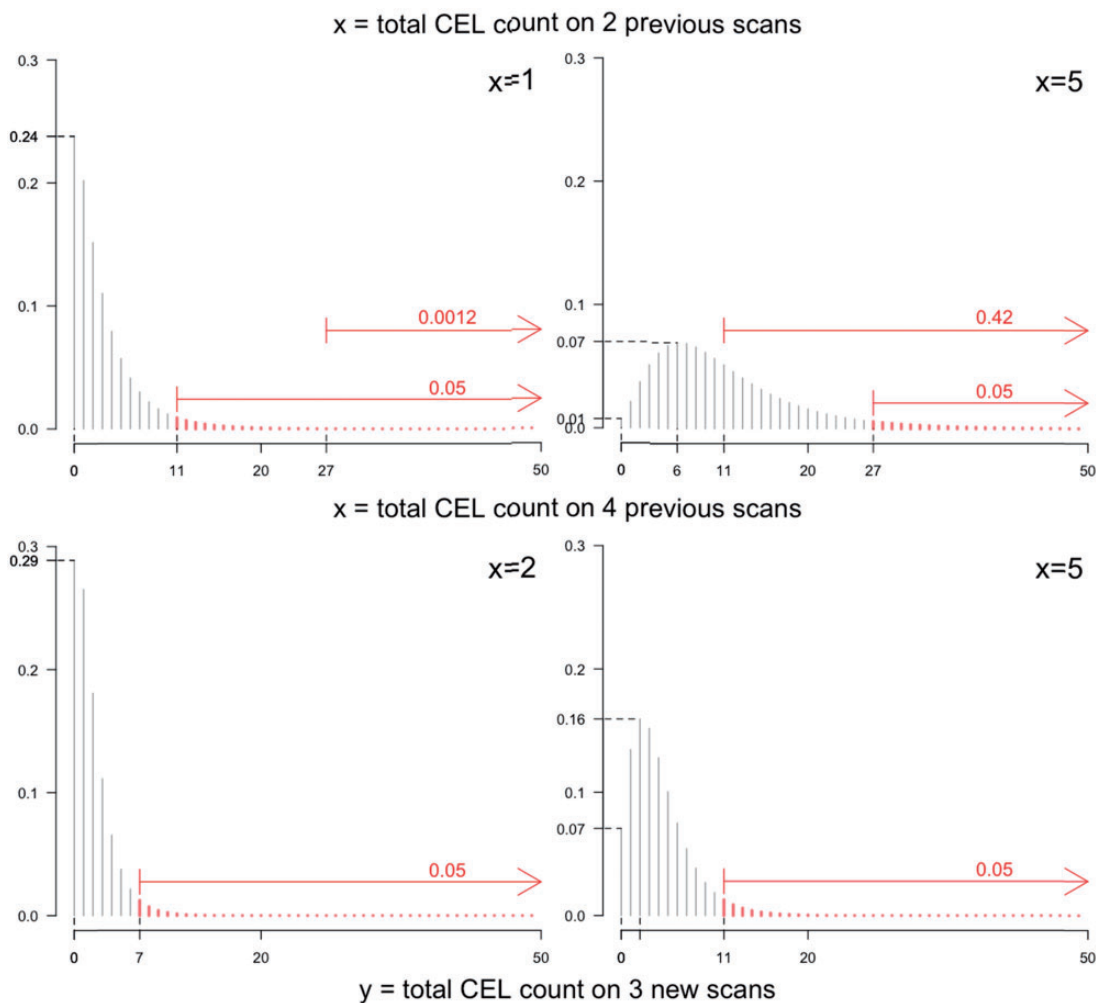 x = total CEL count on 2 previous scans
x=1
0.3
0.24
0.2
0.1
0.0
0.0012
0.05
0 11 20 27 50
x=5
0.3
0.2
0.1
0.07
0.01
0.0
0.42
0.05
0 6 11 20 27 50
x = total CEL count on 4 previous scans
x=2
0.3
0.29
0.2
0.1
0.0
0.05
0 7 20 50
x=5
0.3
0.2
0.16
0.1
0.07
0.0
0.05
0 11 20 50
y = total CEL count on 3 new scans